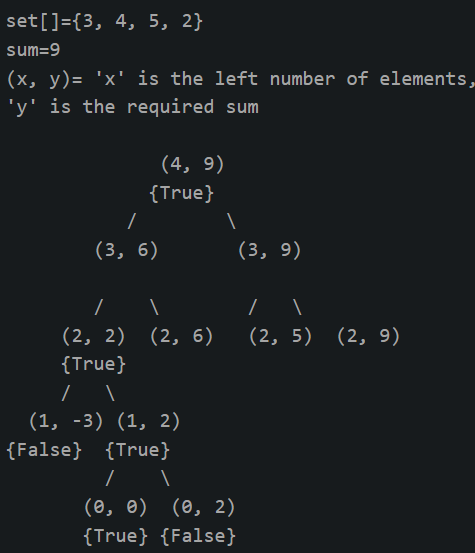 set[]={3, 4, 5, 2}
sum=9
(x, y)= 'x' is the left number of elements,
'y' is the required sum
(4, 9)
{True}
/ \
(3, 6) (3, 9)
/ \ / \
(2, 2) (2, 6) (2, 5) (2, 9)
{True}
/ \
(1, -3) (1, 2)
{False} {True}
/ \
(0, 0) (0, 2)
{True} {False}